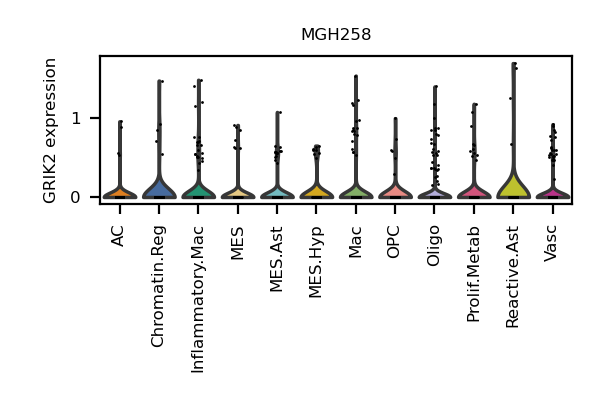 MGH258
GRIK2 expression
1
0
AC
Chromatin.Reg
Inflammatory.Mac
MES
MES.Ast
MES.Hyp
Mac
OPC
Oligo
Prolif.Metab
Reactive.Ast
Vasc